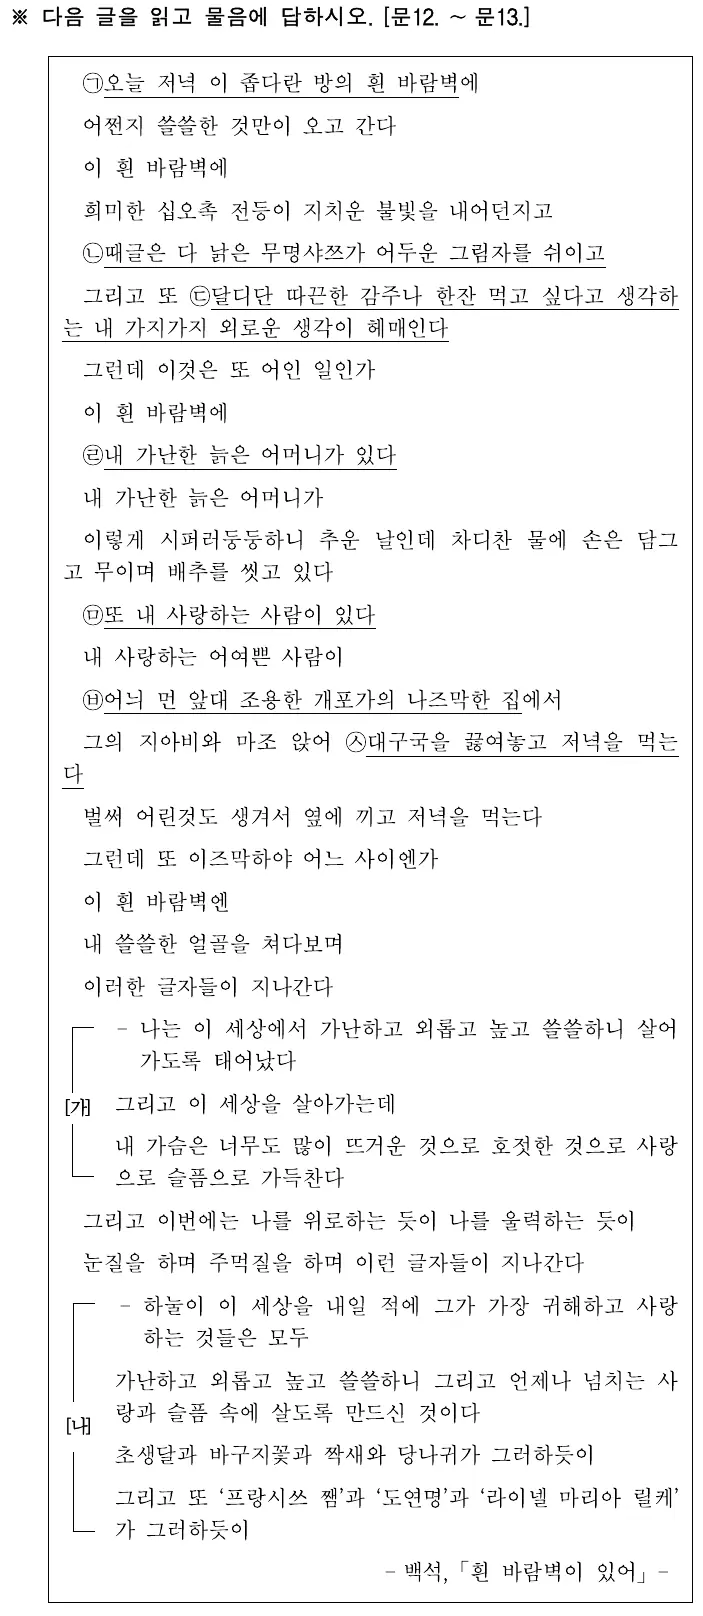 ※ 다음 글을 읽고 물음에 답하시오. [문12. ~ 문13.]
㉠오늘 저녁 이 좁다란 방의 흰 바람벽에
어쩐지 쓸쓸한 것만이 오고 간다
이 흰 바람벽에
희미한 십오촉 전등이 지치운 불빛을 내어던지고
㉡때글은 다 낡은 무명샤쯔가 어두운 그림자를 쉬이고
그리고 또 ㉢달디단 따끈한 감주나 한잔 먹고 싶다고 생각하
는 내 가지가지 외로운 생각이 헤매인다
그런데 이것은 또 어인 일인가
이 흰 바람벽에
㉣내 가난한 늙은 어머니가 있다
내 가난한 늙은 어머니가
이렇게 시퍼러둥둥하니 추운 날인데 차디찬 물에 손은 담그
고 무이며 배추를 씻고 있다
㉤또 내 사랑하는 사람이 있다
내 사랑하는 어여쁜 사람이
㉥어늬 먼 앞대 조용한 개포가의 나즈막한 집에서
그의 지아비와 마조 앉어 ㉦대구국을 끓여놓고 저녁을 먹는
다
벌써 어린것도 생겨서 옆에 끼고 저녁을 먹는다
그런데 또 이즈막하야 어느 사이엔가
이 흰 바람벽엔
내 쓸쓸한 얼골을 쳐다보며
이러한 글자들이 지나간다
- 나는 이 세상에서 가난하고 외롭고 높고 쓸쓸하니 살어
가도록 태어났다
[가] 그리고 이 세상을 살아가는데
내 가슴은 너무도 많이 뜨거운 것으로 호젓한 것으로 사랑
으로 슬픔으로 가득찬다
그리고 이번에는 나를 위로하는 듯이 나를 울력하는 듯이
눈질을 하며 주먹질을 하며 이런 글자들이 지나간다
- 하눌이 이 세상을 내일 적에 그가 가장 귀해하고 사랑
하는 것들은 모두
가난하고 외롭고 높고 쓸쓸하니 그리고 언제나 넘치는 사
[나] 랑과 슬픔 속에 살도록 만드신 것이다
초생달과 바구지꽃과 짝새와 당나귀가 그러하듯이
그리고 또 ‘프랑시쓰 쨈’과 ‘도연명’과 ‘라이넬 마리아 릴케’
가 그러하듯이
- 백석,「흰 바람벽이 있어」-